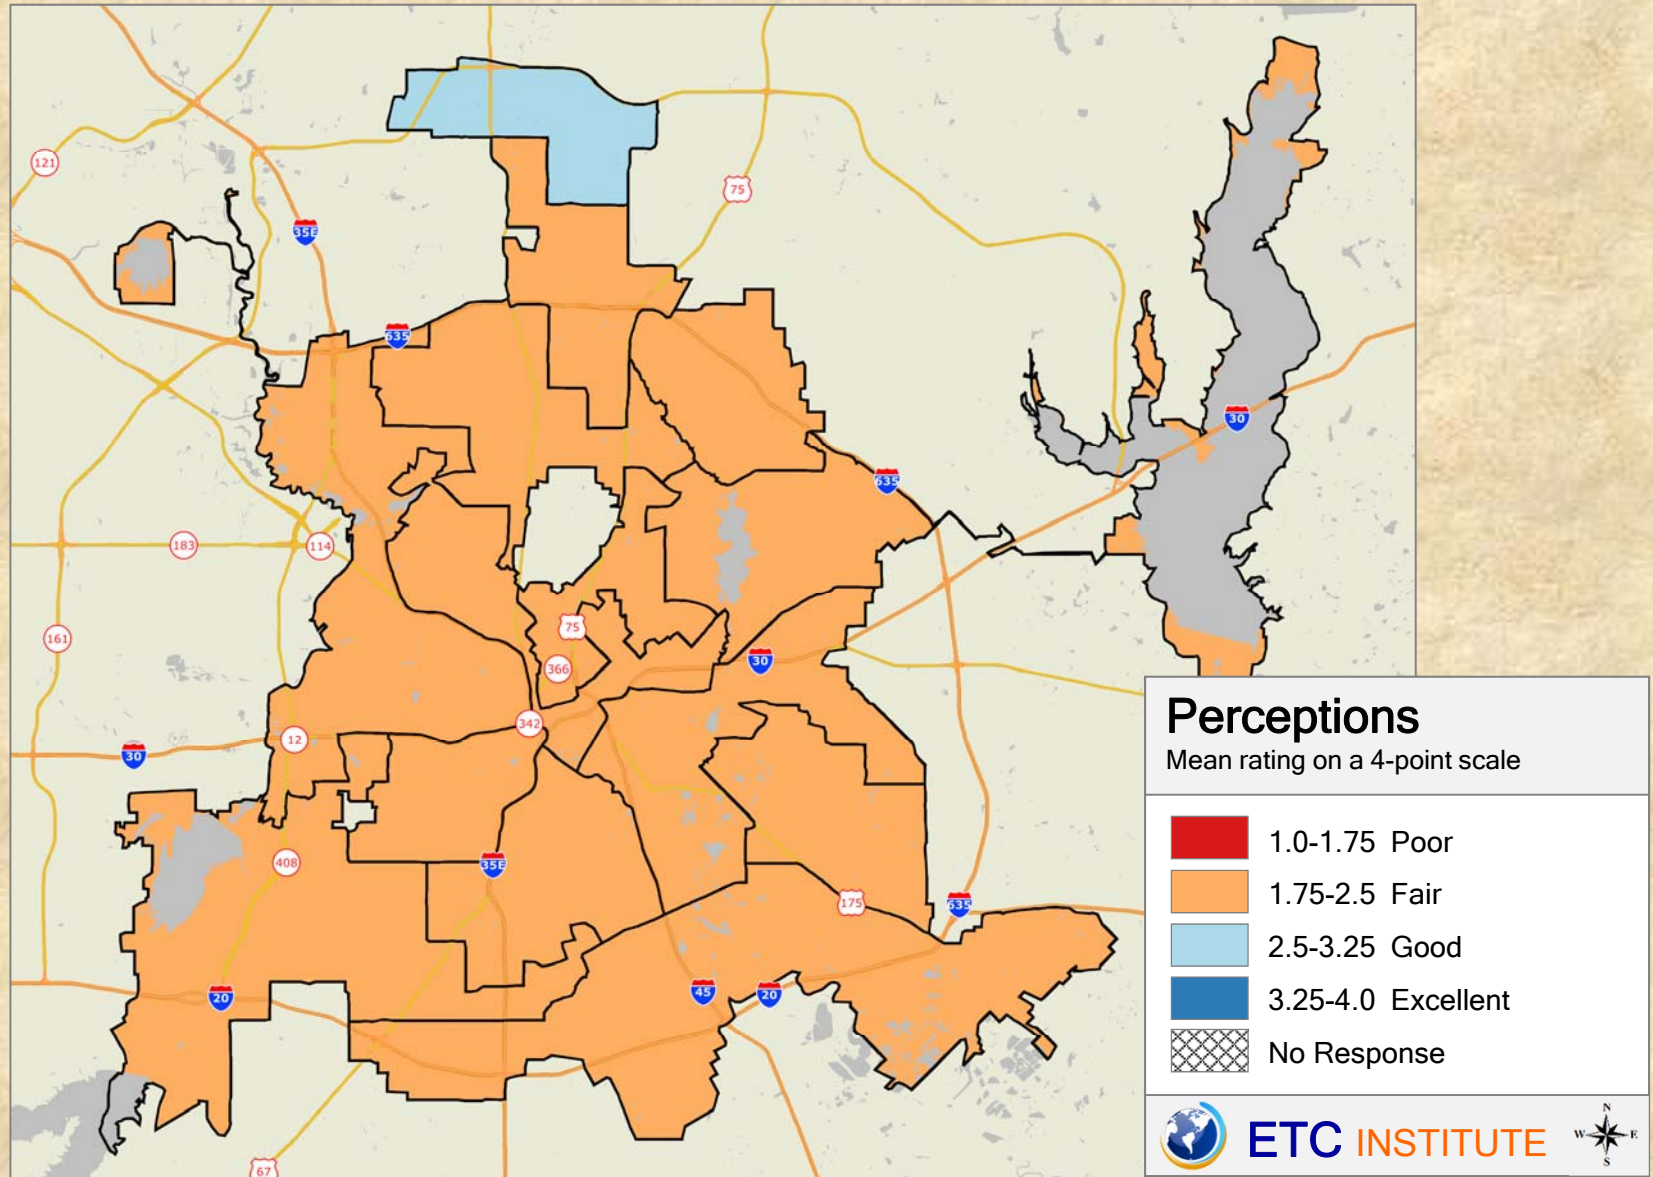 121
75
35E
635
30
635
183
114
161
75
366
30
342
12
30
408
35E
175
635
20
45
20
67
Perceptions
Mean rating on a 4-point scale
1.0-1.75 Poor
1.75-2.5 Fair
2.5-3.25 Good
3.25-4.0 Excellent
No Response
ETC INSTITUTE
N
W E
S